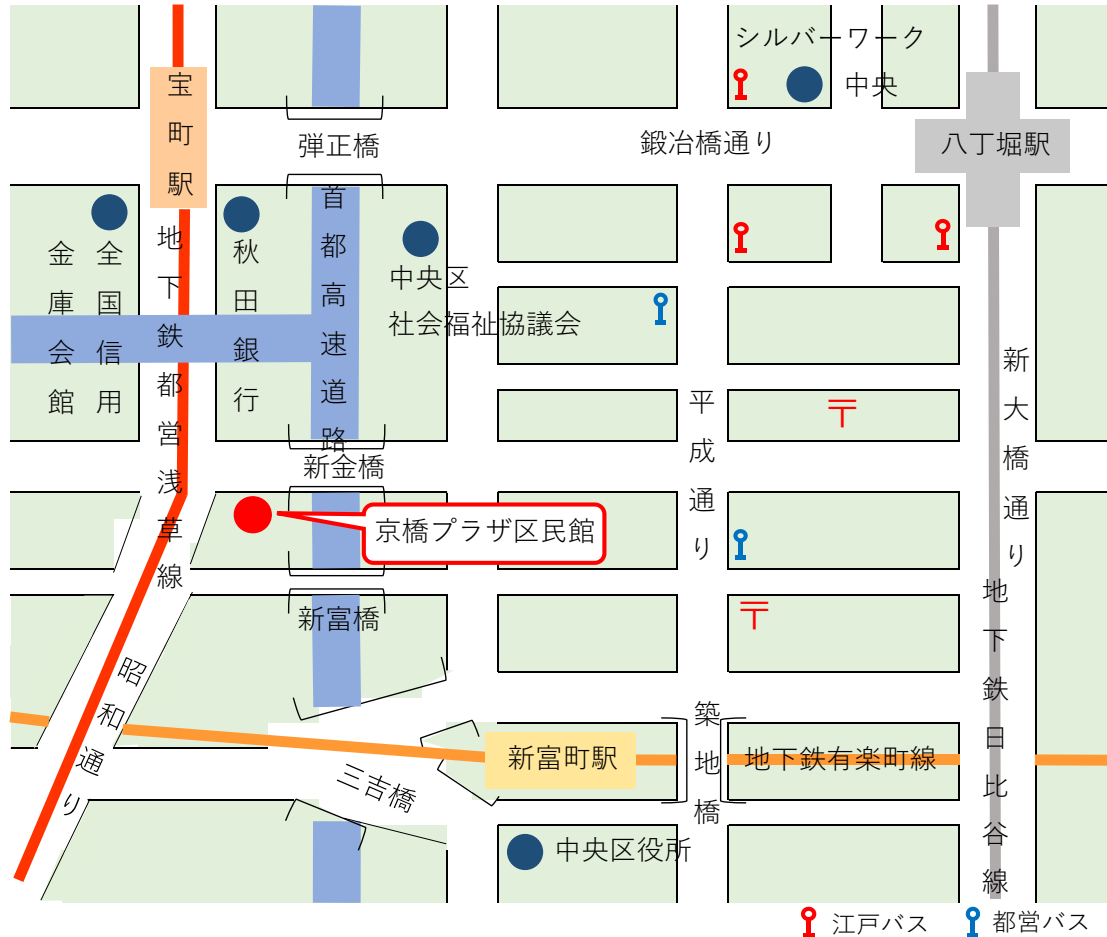 シルバーワーク
中央
宝町駅
弾正橋
鍛冶橋通り
八丁堀駅
首都高速道路
全国信用
金庫会館
地下鉄都営浅草線
秋田銀行
中央区
社会福祉協議会
新大橋通り
〒
平成通り
新金橋
京橋プラザ区民館
新富橋
〒
地下鉄日比谷線
昭和通り
築地橋
新富町駅
地下鉄有楽町線
三吉橋
中央区役所
江戸バス
都営バス